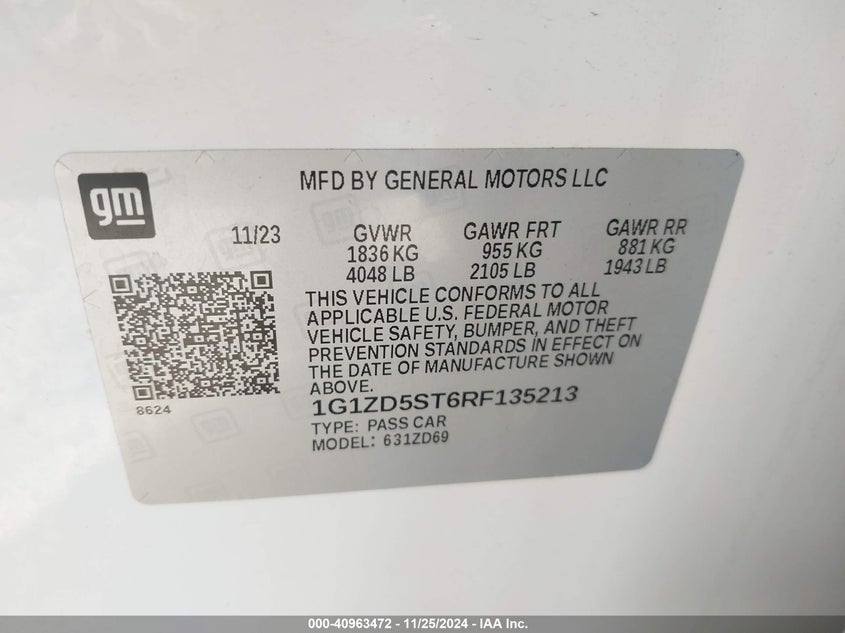 gm
MFD BY GENERAL MOTORS LLC
11/23 GVWR GAWR FRT GAWR RR
1836 KG 955 KG 881 KG
4048 LB 2105 LB 1943 LB
THIS VEHICLE CONFORMS TO ALL
APPLICABLE U.S. FEDERAL MOTOR
VEHICLE SAFETY, BUMPER, AND THEFT
PREVENTION STANDARDS IN EFFECT ON
THE DATE OF MANUFACTURE SHOWN
ABOVE.
8624
1G1ZD5ST6RF135213
TYPE: PASS CAR
MODEL: 631ZD69
000-40963472 - 11/25/2024 - IAA Inc.